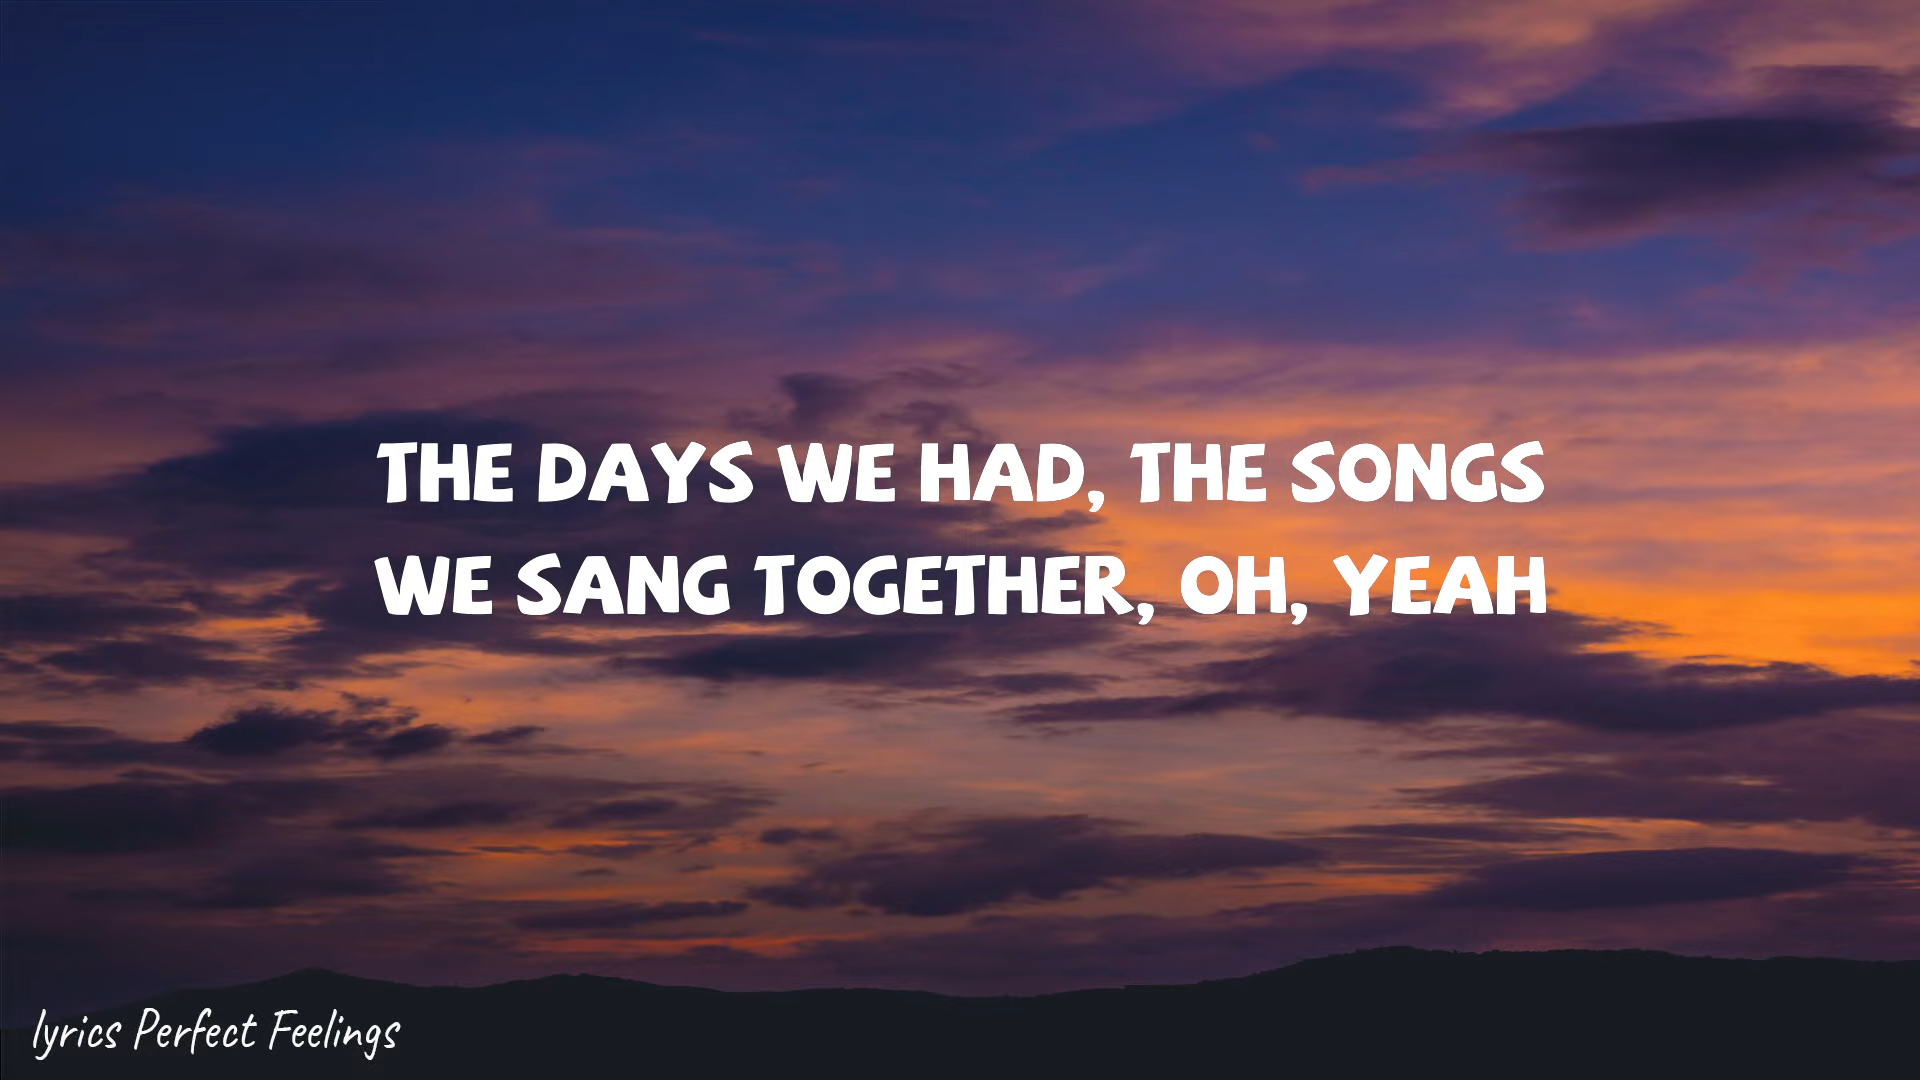 THE DAYS WE HAD, THE SONGS
WE SANG TOGETHER, OH, YEAH
lyrics Perfect Feelings